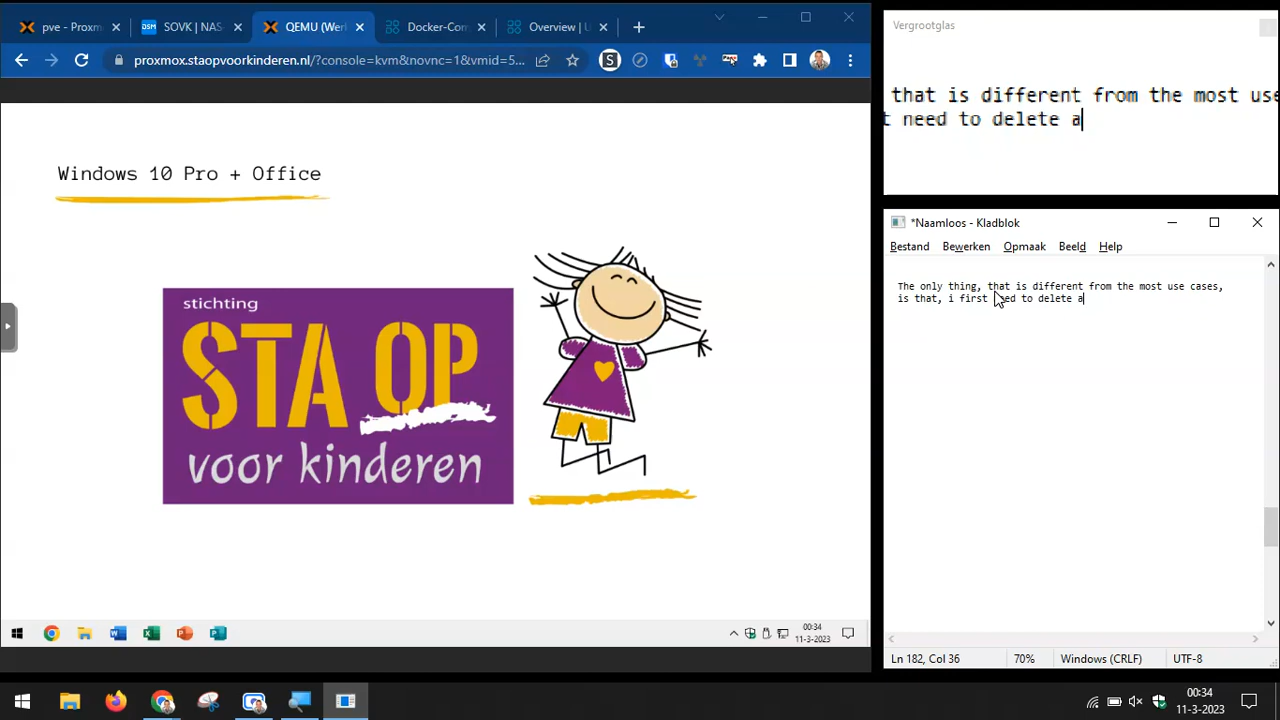 pve - Proxm
SOVK | NAS
QEMU (Werk
Docker-Com
Overview | U
proxmox.staopvoorkinderen.nl/?console=kvm&novnc=1&vmid=5...
Windows 10 Pro + Office
stichting
STA OP
voor kinderen
00:34
11-3-2023
Vergrootglas
that is different from the most use
t need to delete a
*Naamloos - Kladblok
Bestand Bewerken Opmaak Beeld Help
The only thing, that is different from the most use cases,
is that, i first need to delete a
Ln 182, Col 36 70% Windows (CRLF) UTF-8
00:34
11-3-2023